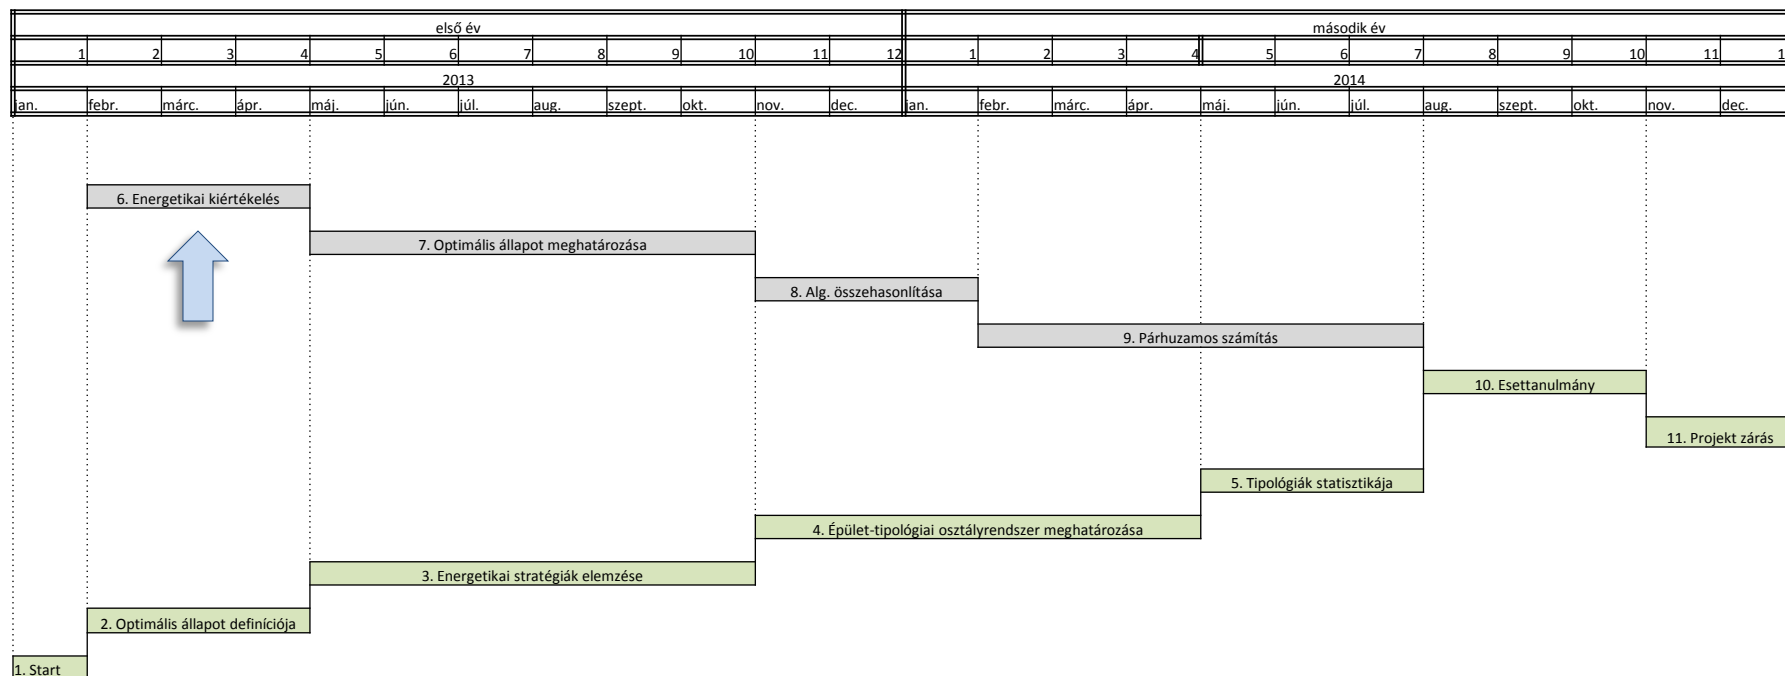 első év második év
1 2 3 4 5 6 7 8 9 10 11 12 1 2 3 4 5 6 7 8 9 10 11 1
2013 2014
jan. febr. márc. ápr. máj. jún. júl. aug. szept. okt. nov. dec. jan. febr. márc. ápr. máj. jún. júl. aug. szept. okt. nov. dec.
6. Energetikai kiértékelés
7. Optimális állapot meghatározása
8. Alg. összehasonlítása
9. Párhuzamos számítás
10. Esettanulmány
11. Projekt zárás
5. Tipológiák statisztikája
4. Épület-tipológiai osztályrendszer meghatározása
3. Energetikai stratégiák elemzése
2. Optimális állapot definíciója
1. Start